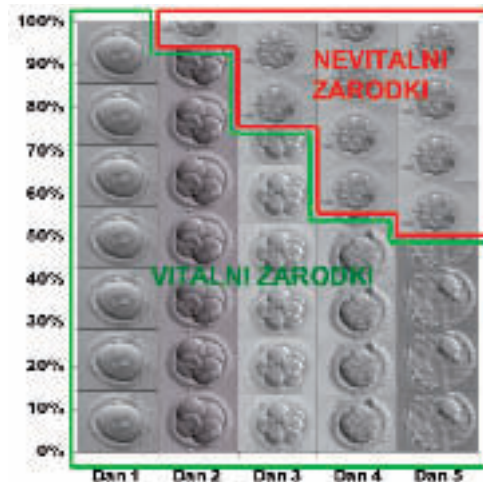 100%
90%
80%
70%
60%
50%
40%
30%
20%
10%
0%
NEVITALNI
ZARODKI
VITALNI ZARODKI
Dan 1 Dan 2 Dan 3 Dan 4 Dan 5